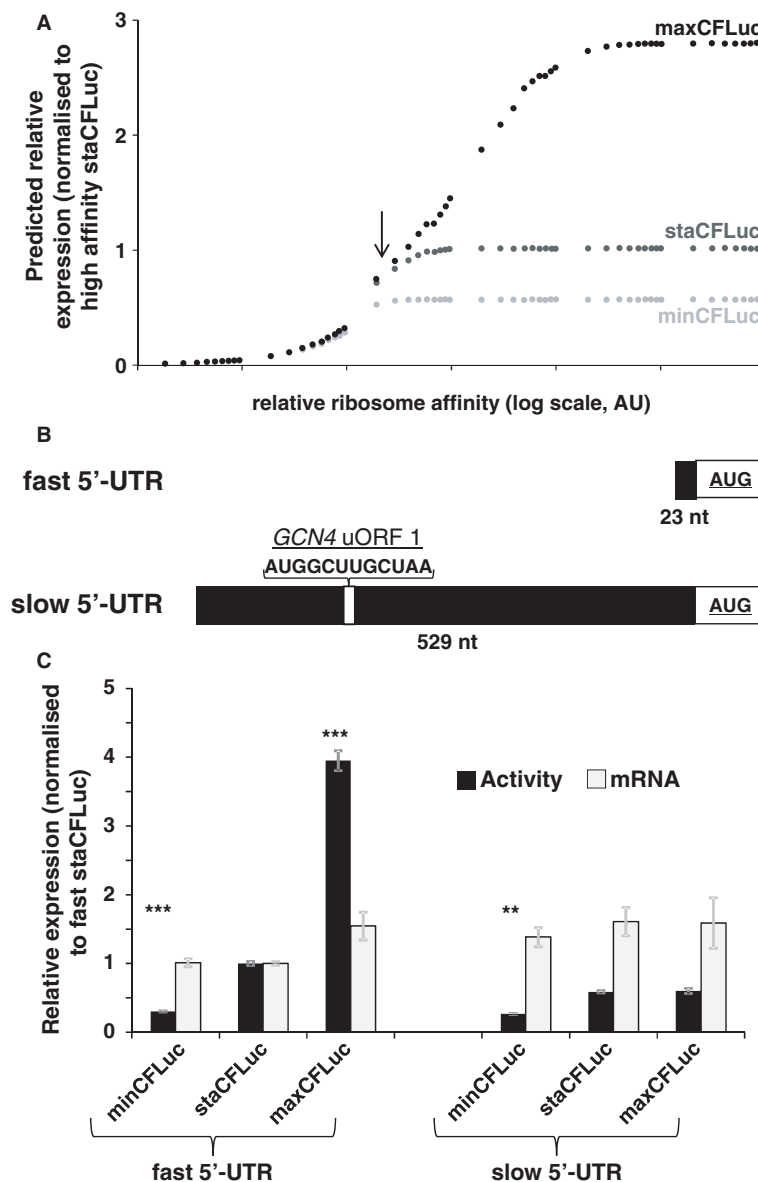 A
Predicted relative
expression (normalised to
high affinity staCFLuc)
3
2
1
0
maxCFLuc
staCFLuc
minCFLuc
relative ribosome affinity (log scale, AU)
B
fast 5’-UTR
AUG
23 nt
GCN4 uORF 1
AUGGCUUGCUAA
slow 5’-UTR
AUG
529 nt
C
Relative expression (normalised
to fast staCFLuc)
5
4
3
2
1
0
***
***
**
Activity
mRNA
minCFLuc
staCFLuc
maxCFLuc
minCFLuc
staCFLuc
maxCFLuc
fast 5’-UTR
slow 5’-UTR